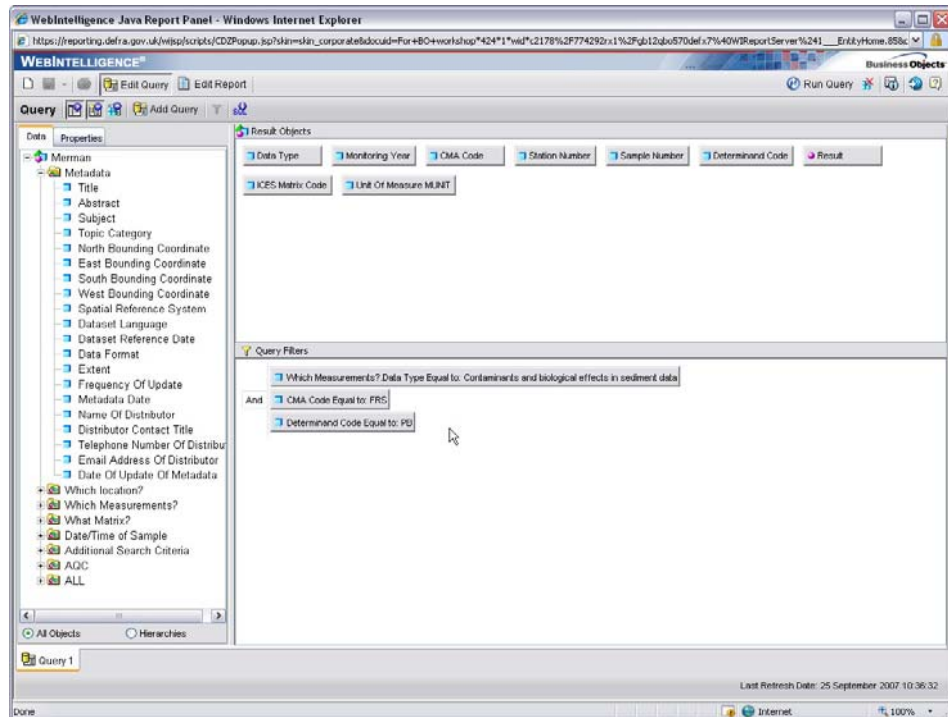 WebIntelligence Java Report Panel - Windows Internet Explorer
WEBINTELLIGENCE®
Business Objects
Edit Query Edit Report
Run Query
Query Add Query
Data Properties
Merman
Metadata
Title
Abstract
Subject
Topic Category
North Bounding Coordinate
East Bounding Coordinate
South Bounding Coordinate
West Bounding Coordinate
Spatial Reference System
Dataset Language
Dataset Reference Date
Data Format
Extent
Frequency Of Update
Metadata Date
Name Of Distributor
Distributor Contact Title
Telephone Number Of Distribu
Email Address Of Distributor
Date Of Update Of Metadata
Which location?
Which Measurements?
What Matrix?
Date/Time of Sample
Additional Search Criteria
AQC
ALL
All Objects Hierarchies
Result Objects
Data Type Monitoring Year CMA Code Station Number Sample Number Determinand Code Result
ICES Matrix Code Unit Of Measure MUNIT
Query Filters
Which Measurements?.Data Type Equal to: Contaminants and biological effects in sediment data
And CMA Code Equal to: FRS
Determinand Code Equal to: PB
Query 1
Last Refresh Date: 25 September 2007 10:36:32
Done Internet 100%